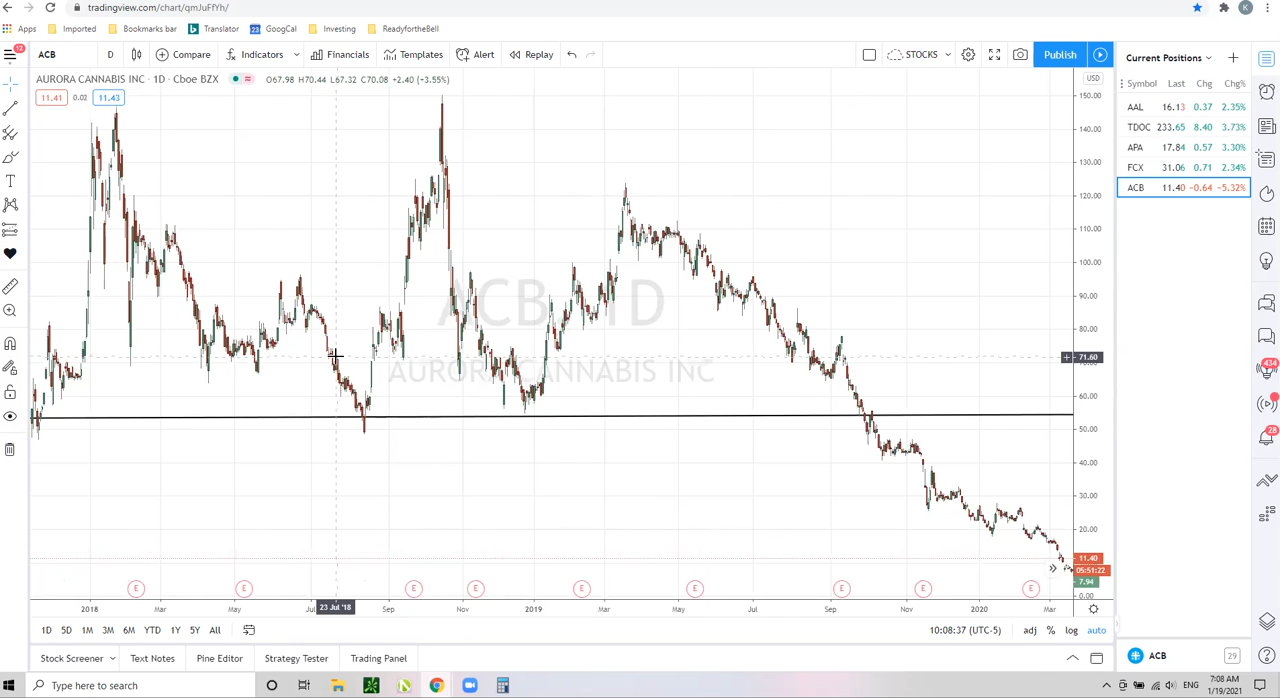 tradingview.com/chart/qmJuFfYh/
K
Apps Imported Bookmarks bar Translator 23 GoogCal Investing ReadyfortheBell
12 ACB D Compare Indicators Financials Templates Alert Replay STOCKS Publish
AURORA CANNABIS INC · 1D · Cboe BZX O67.98 H70.44 L67.32 C70.08 +2.40 (+3.55%)
11.41 0.02 11.43
USD
150.00
140.00
130.00
120.00
110.00
100.00
90.00
80.00
71.60
60.00
50.00
40.00
30.00
20.00
11.40
05:51:22
7.94
0.00
ACB, 1D
AURORA CANNABIS INC
E E E E E E E E E
2018 Mar May Jul 23 Jul '18 Sep Nov 2019 Mar May Jul Sep Nov 2020 Mar
1D 5D 1M 3M 6M YTD 1Y 5Y All 10:08:37 (UTC-5) adj % log auto
Stock Screener Text Notes Pine Editor Strategy Tester Trading Panel
Current Positions
Symbol Last Chg Chg%
AAL 16.13 0.37 2.35%
TDOC 233.65 8.40 3.73%
APA 17.84 0.57 3.30%
FCX 31.06 0.71 2.34%
ACB 11.40 −0.64 −5.32%
434
28
ACB 29
Type here to search
ENG 7:08 AM
1/19/2021